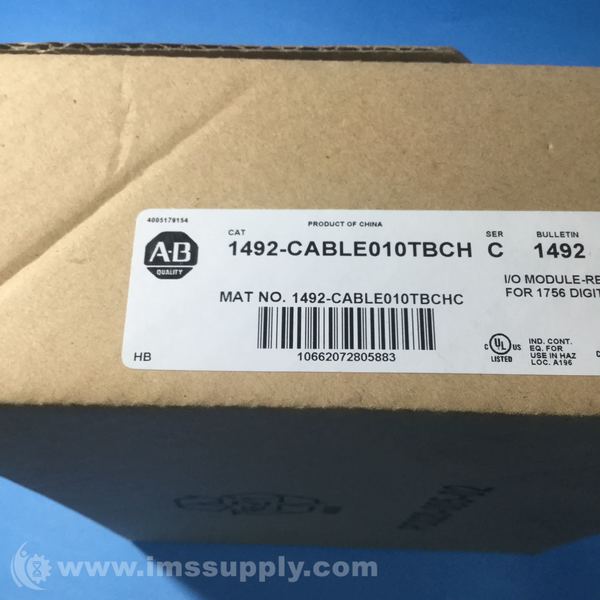 4005179154
PRODUCT OF CHINA
CAT
SER
BULLETIN
1492-CABLE010TBCH C 1492
A-B
QUALITY
I/O MODULE-RE
FOR 1756 DIGIT
MAT NO. 1492-CABLE010TBCHC
10662072805883
HB
C UL US
LISTED
IND. CONT.
EQ. FOR
USE IN HAZ
LOC. A196
www.imssupply.com